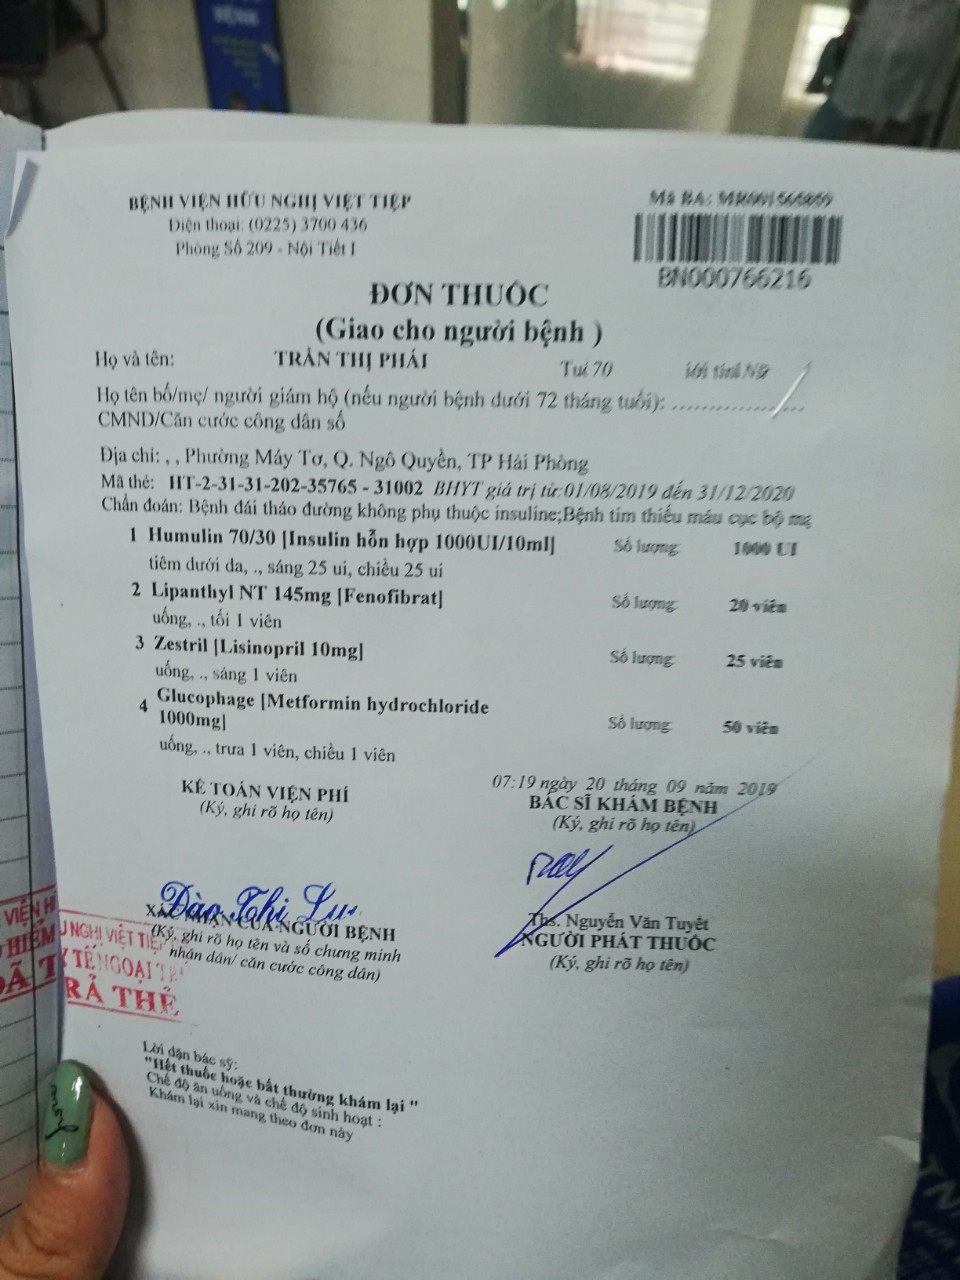 BỆNH
BỆNH VIỆN HỮU NGHỊ VIỆT TIỆP
Điện thoại: (0225) 3700 436
Phòng Số 209 - Nội Tiết 1
Mã BA: MR001565859
BN000766216
ĐƠN THUỐC
(Giao cho người bệnh )
Họ và tên: TRẦN THỊ PHÁI Tuổi 70 Giới tính Nữ
Họ tên bố/mẹ/ người giám hộ (nếu người bệnh dưới 72 tháng tuổi): ......................
CMND/Căn cước công dân số
Địa chỉ: , , Phường Máy Tơ, Q. Ngô Quyền, TP Hải Phòng
Mã thẻ: HT-2-31-31-202-35765 - 31002 BHYT giá trị từ:01/08/2019 đến 31/12/2020
Chẩn đoán: Bệnh đái tháo đường không phụ thuộc insuline;Bệnh tim thiếu máu cục bộ mạ
1 Humulin 70/30 [Insulin hỗn hợp 1000UI/10ml] Số lượng: 1000 UI
tiêm dưới da, ., sáng 25 ui, chiều 25 ui
2 Lipanthyl NT 145mg [Fenofibrat] Số lượng: 20 viên
uống, ., tối 1 viên
3 Zestril [Lisinopril 10mg] Số lượng: 25 viên
uống, ., sáng 1 viên
4 Glucophage [Metformin hydrochloride
1000mg] Số lượng: 50 viên
uống, ., trưa 1 viên, chiều 1 viên
07:19 ngày 20 tháng 09 năm 2019
KẾ TOÁN VIỆN PHÍ BÁC SĨ KHÁM BỆNH
(Ký, ghi rõ họ tên) (Ký, ghi rõ họ tên)
Đào Thị Lu
Ths. Nguyễn Văn Tuyêt
XÁC NHẬN CỦA NGƯỜI BỆNH NGƯỜI PHÁT THUỐC
(Ký, ghi rõ họ tên và số chưng minh (Ký, ghi rõ họ tên)
nhận dân/ căn cước công dân)
VIỆN H
HIỂM
ĐÃ T
U NGHỊ VIỆT TIỆ
Y TẾ NGOẠI TR
RẢ THẺ
Lời dặn bác sỹ:
"Hết thuốc hoặc bất thường khám lại "
Chế độ ăn uống và chế độ sinh hoạt :
Khám lại xin mang theo đơn này